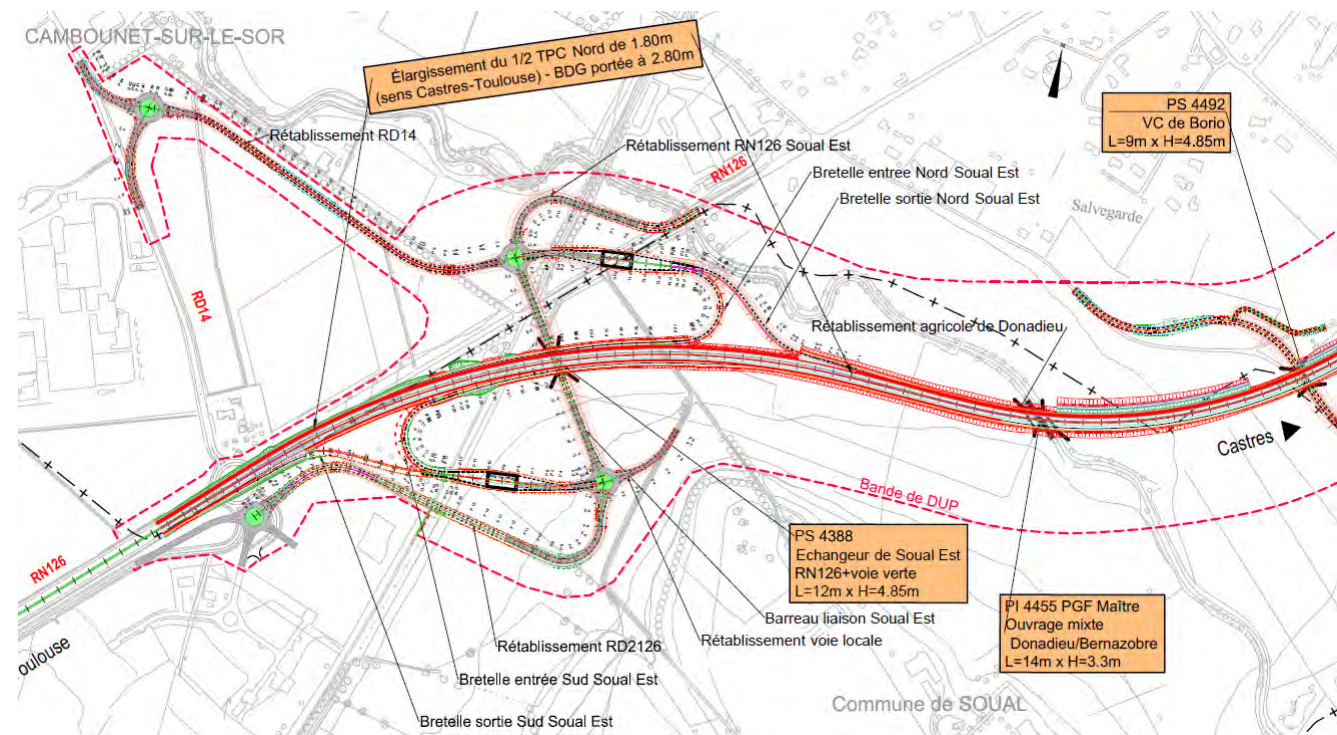 CAMBOUNET-SUR-LE-SOR
Élargissement du 1/2 TPC Nord de 1.80m
(sens Castres-Toulouse) - BDG portée à 2.80m
N
PS 4492
VC de Borio
L=9m x H=4.85m
Rétablissement RD14
Rétablissement RN126 Soual Est
RN126
Bretelle entrée Nord Soual Est
Bretelle sortie Nord Soual Est
Salvegarde
RD14
Rétablissement agricole de Donadieu
Castres
Bande de DUP
H
PS 4388
Echangeur de Soual Est
RN126+voie verte
L=12m x H=4.85m
RN126
PI 4455 PGF Maître
Ouvrage mixte
Donadieu/Bernazobre
L=14m x H=3.3m
Barreau liaison Soual Est
Rétablissement voie locale
Rétablissement RD2126
oulouse
Bretelle entrée Sud Soual Est
Commune de SOUAL
Bretelle sortie Sud Soual Est